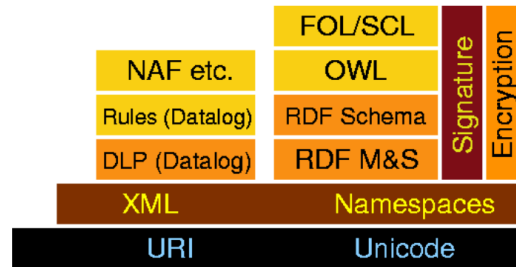 FOL/SCL
NAF etc.
OWL
Rules (Datalog)
RDF Schema
DLP (Datalog)
RDF M&S
Signature
Encryption
XML
Namespaces
URI
Unicode